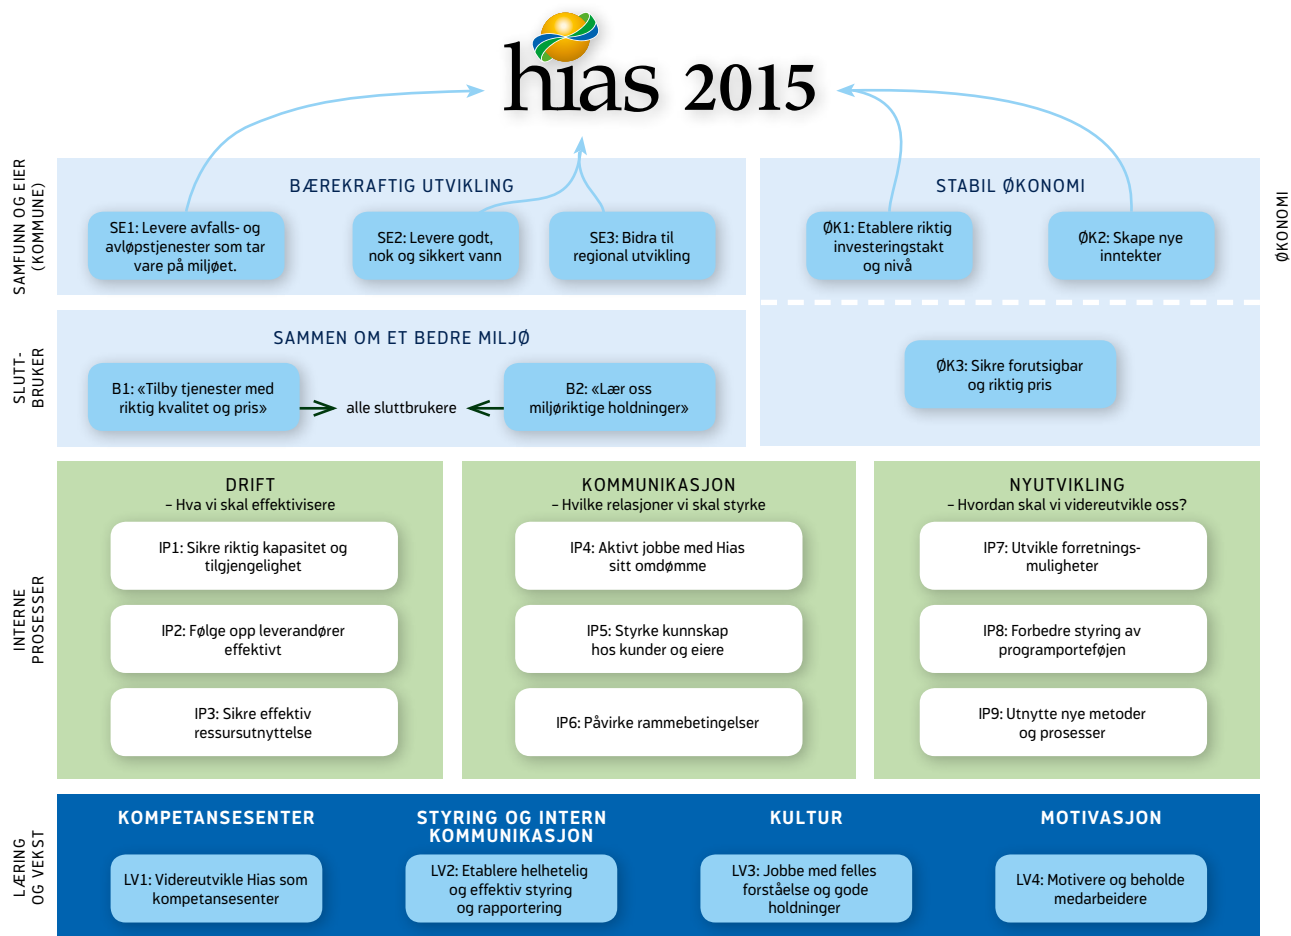 hias 2015
SAMFUNN OG EIER
(KOMMUNE)
BÆREKRAFTIG UTVIKLING
SE1: Levere avfalls- og
avløpstjenester som tar
vare på miljøet.
SE2: Levere godt,
nok og sikkert vann
SE3: Bidra til
regional utvikling
STABIL ØKONOMI
ØK1: Etablere riktig
investeringstakt
og nivå
ØK2: Skape nye
inntekter
ØKONOMI
SLUTT-
BRUKER
SAMMEN OM ET BEDRE MILJØ
B1: «Tilby tjenester med
riktig kvalitet og pris»
alle sluttbrukere
B2: «Lær oss
miljøriktige holdninger»
ØK3: Sikre forutsigbar
og riktig pris
INTERNE
PROSESSER
DRIFT
– Hva vi skal effektivisere
IP1: Sikre riktig kapasitet og
tilgjengelighet
IP2: Følge opp leverandører
effektivt
IP3: Sikre effektiv
ressursutnyttelse
KOMMUNIKASJON
– Hvilke relasjoner vi skal styrke
IP4: Aktivt jobbe med Hias
sitt omdømme
IP5: Styrke kunnskap
hos kunder og eiere
IP6: Påvirke rammebetingelser
NYUTVIKLING
– Hvordan skal vi videreutvikle oss?
IP7: Utvikle forretnings-
muligheter
IP8: Forbedre styring av
programporteføjen
IP9: Utnytte nye metoder
og prosesser
LÆRING
OG VEKST
KOMPETANSESENTER
LV1: Videreutvikle Hias som
kompetansesenter
STYRING OG INTERN
KOMMUNIKASJON
LV2: Etablere helhetelig
og effektiv styring
og rapportering
KULTUR
LV3: Jobbe med felles
forståelse og gode
holdninger
MOTIVASJON
LV4: Motivere og beholde
medarbeidere